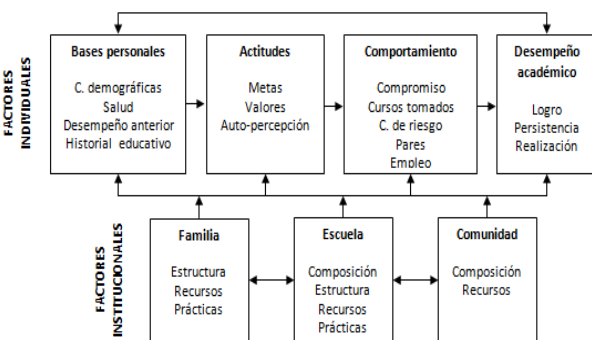 FACTORES
INDIVIDUALES
Bases personales
C. demográficas
Salud
Desempeño anterior
Historial educativo
Actitudes
Metas
Valores
Auto-percepción
Comportamiento
Compromiso
Cursos tomados
C. de riesgo
Pares
Empleo
Desempeño
académico
Logro
Persistencia
Realización
FACTORES
INSTITUCIONALES
Familia
Estructura
Recursos
Prácticas
Escuela
Composición
Estructura
Recursos
Prácticas
Comunidad
Composición
Recursos